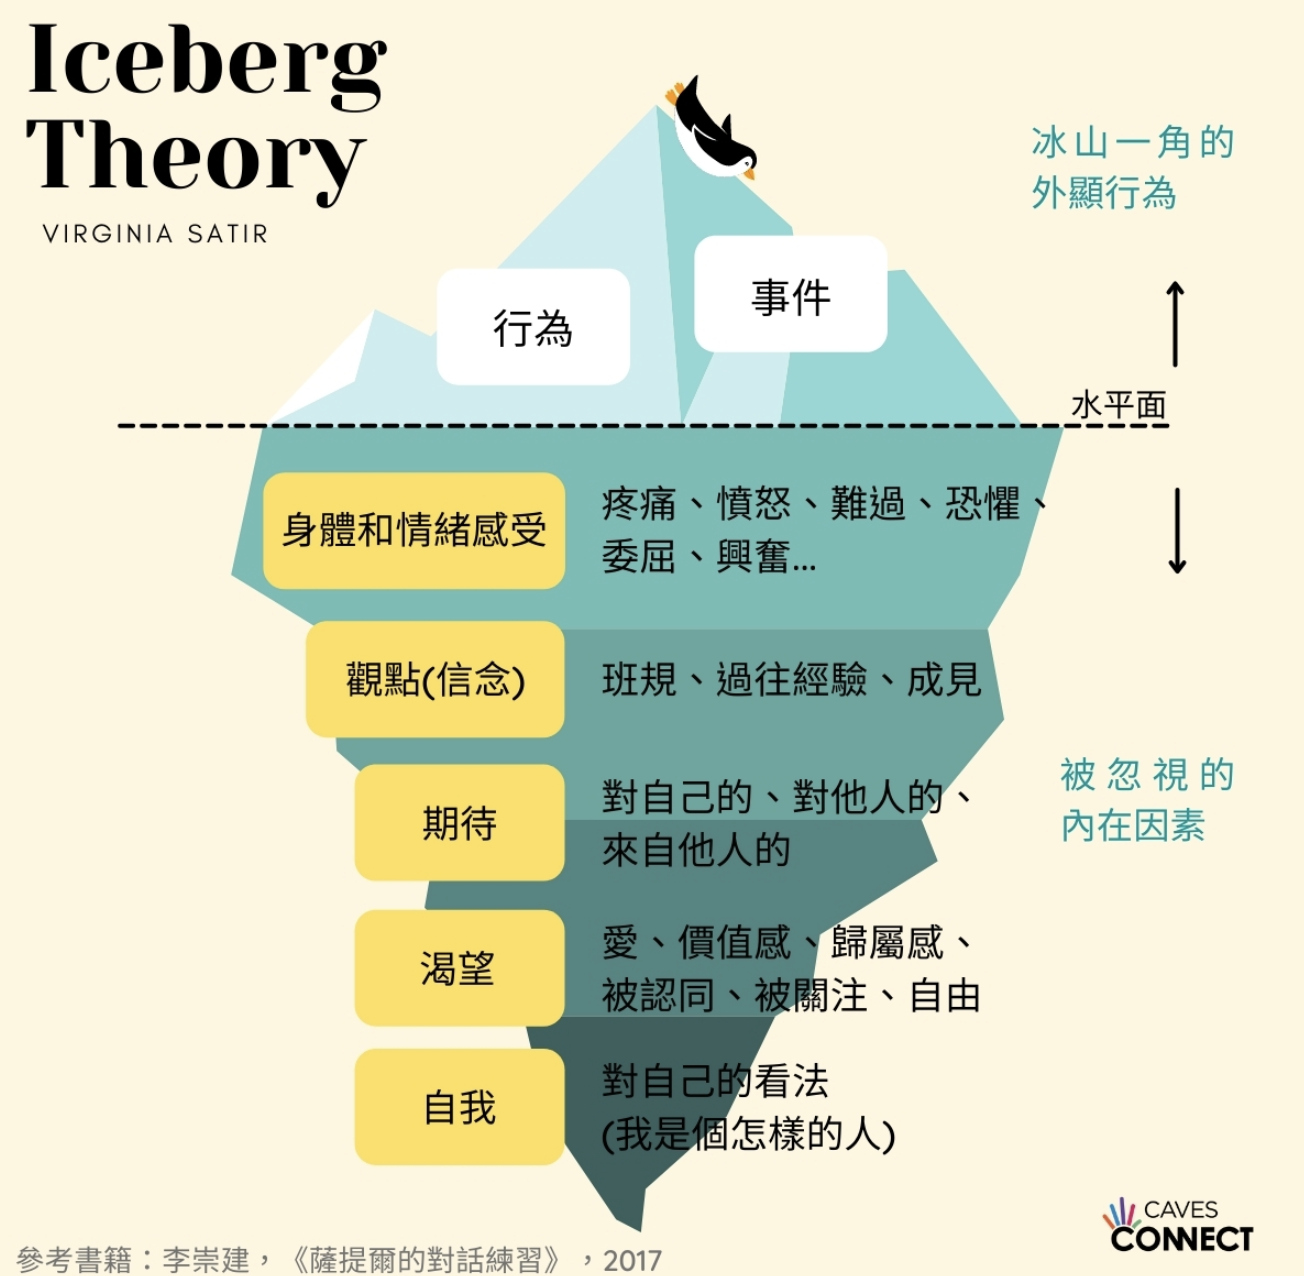 Iceberg
Theory
VIRGINIA SATIR
冰山一角的
外顯行為
事件
行為
水平面
身體和情緒感受
疼痛、憤怒、難過、恐懼、
委屈、興奮...
觀點(信念)
班規、過往經驗、成見
被忽視的
內在因素
期待
對自己的、對他人的、
來自他人的
渴望
愛、價值感、歸屬感、
被認同、被關注、自由
自我
對自己的看法
(我是個怎樣的人)
CAVES
CONNECT
參考書籍：李崇建，《薩提爾的對話練習》，2017